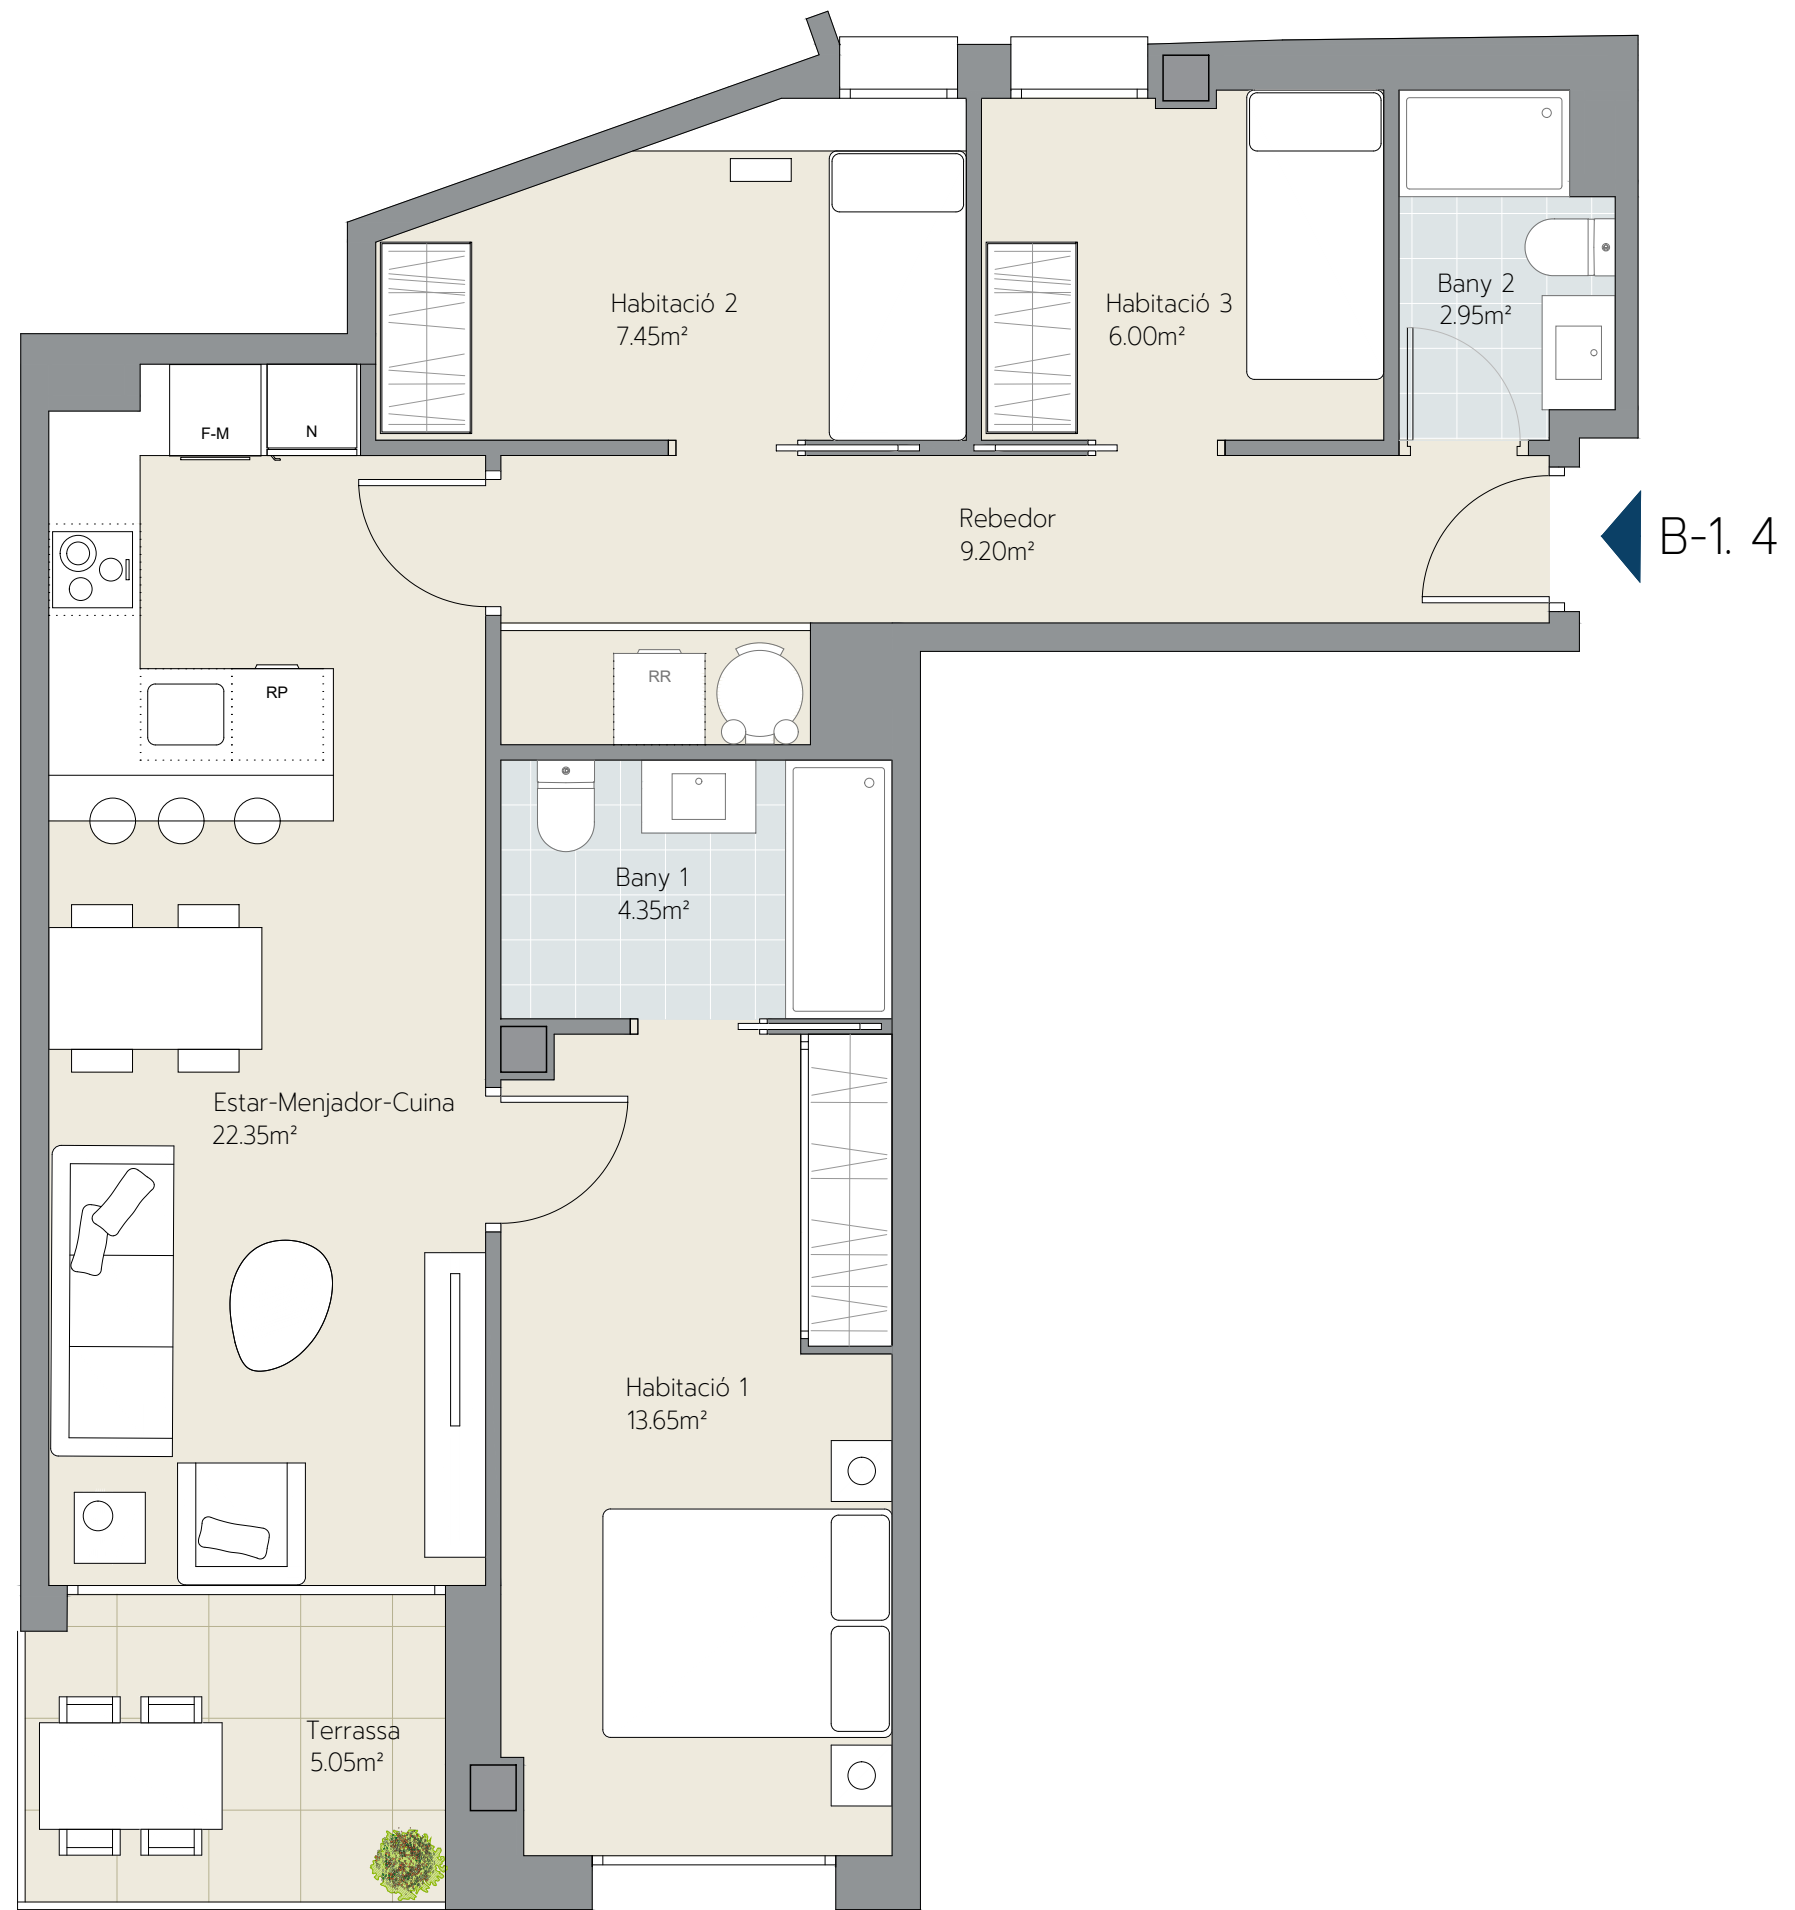 Habitació 2
7.45m²
Habitació 3
6.00m²
Bany 2
2.95m²
F-M
N
Rebedor
9.20m²
B-1. 4
RR
RP
Bany 1
4.35m²
Estar-Menjador-Cuina
22.35m²
Habitació 1
13.65m²
Terrassa
5.05m²